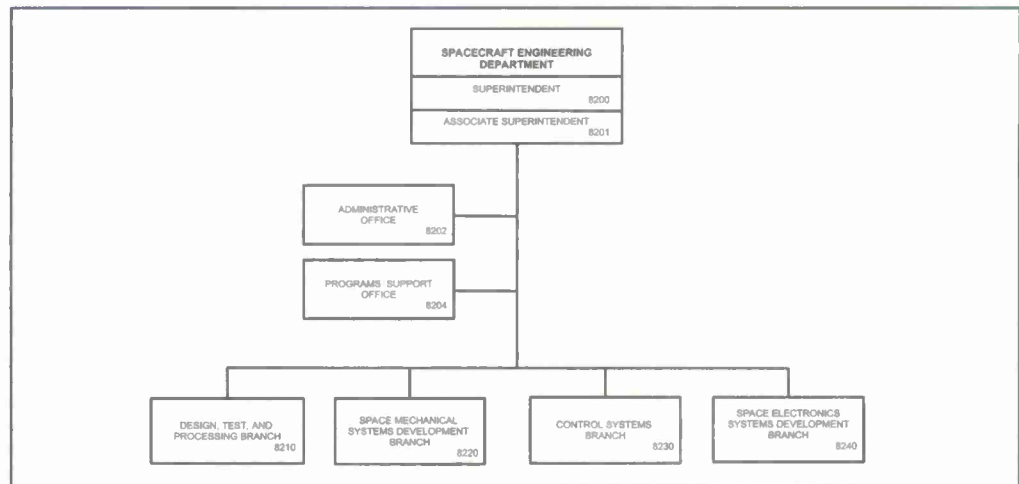 SPACECRAFT ENGINEERING
DEPARTMENT
SUPERINTENDENT
8200
ASSOCIATE SUPERINTENDENT
8201
ADMINISTRATIVE
OFFICE
8202
PROGRAMS SUPPORT
OFFICE
8204
DESIGN, TEST, AND
PROCESSING BRANCH
8210
SPACE MECHANICAL
SYSTEMS DEVELOPMENT
BRANCH
8220
CONTROL SYSTEMS
BRANCH
8230
SPACE ELECTRONICS
SYSTEMS DEVELOPMENT
BRANCH
8240